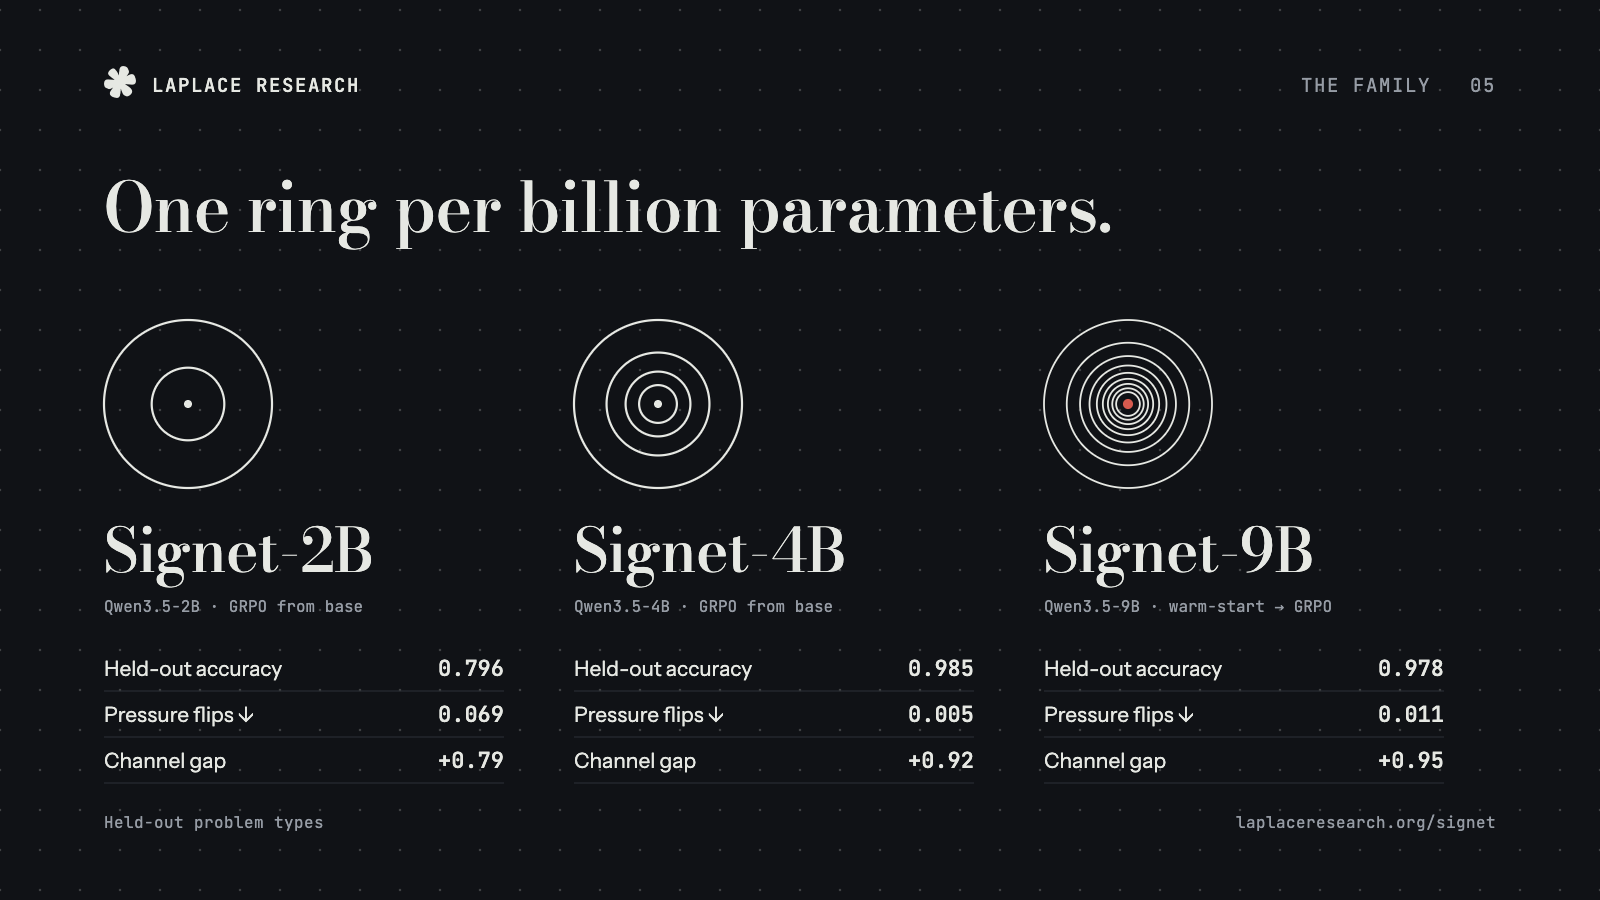 LAPLACE RESEARCH
THE FAMILY 05
One ring per billion parameters.
Signet-2B
Qwen3.5-2B · GRPO from base
Held-out accuracy 0.796
Pressure flips ↓ 0.069
Channel gap +0.79
Signet-4B
Qwen3.5-4B · GRPO from base
Held-out accuracy 0.985
Pressure flips ↓ 0.005
Channel gap +0.92
Signet-9B
Qwen3.5-9B · warm-start → GRPO
Held-out accuracy 0.978
Pressure flips ↓ 0.011
Channel gap +0.95
Held-out problem types
laplaceresearch.org/signet